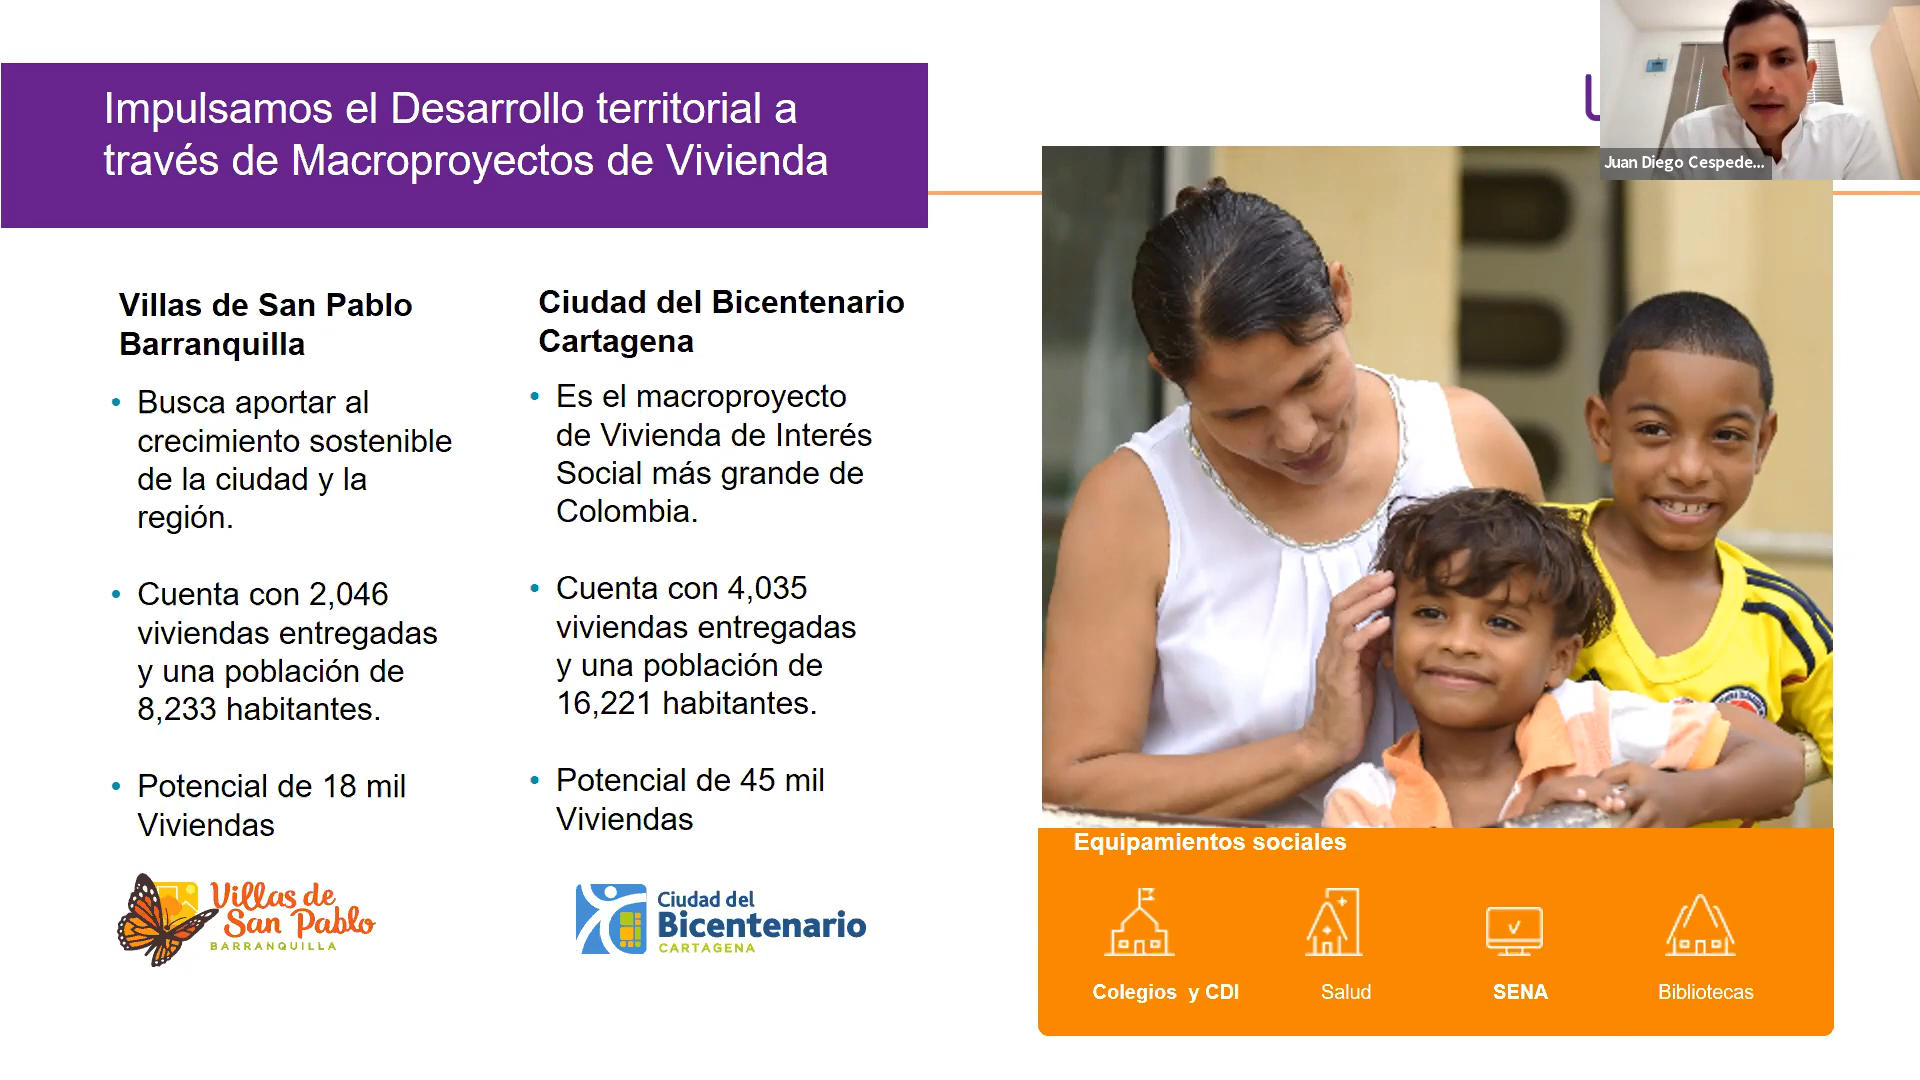 Impulsamos el Desarrollo territorial a
través de Macroproyectos de Vivienda
Juan Diego Cespede...
Villas de San Pablo
Barranquilla
• Busca aportar al
crecimiento sostenible
de la ciudad y la
región.
• Cuenta con 2,046
viviendas entregadas
y una población de
8,233 habitantes.
• Potencial de 18 mil
Viviendas
Villas de
San Pablo
BARRANQUILLA
Ciudad del Bicentenario
Cartagena
• Es el macroproyecto
de Vivienda de Interés
Social más grande de
Colombia.
• Cuenta con 4,035
viviendas entregadas
y una población de
16,221 habitantes.
• Potencial de 45 mil
Viviendas
Ciudad del
Bicentenario
CARTAGENA
Equipamientos sociales
Colegios y CDI
Salud
SENA
Bibliotecas